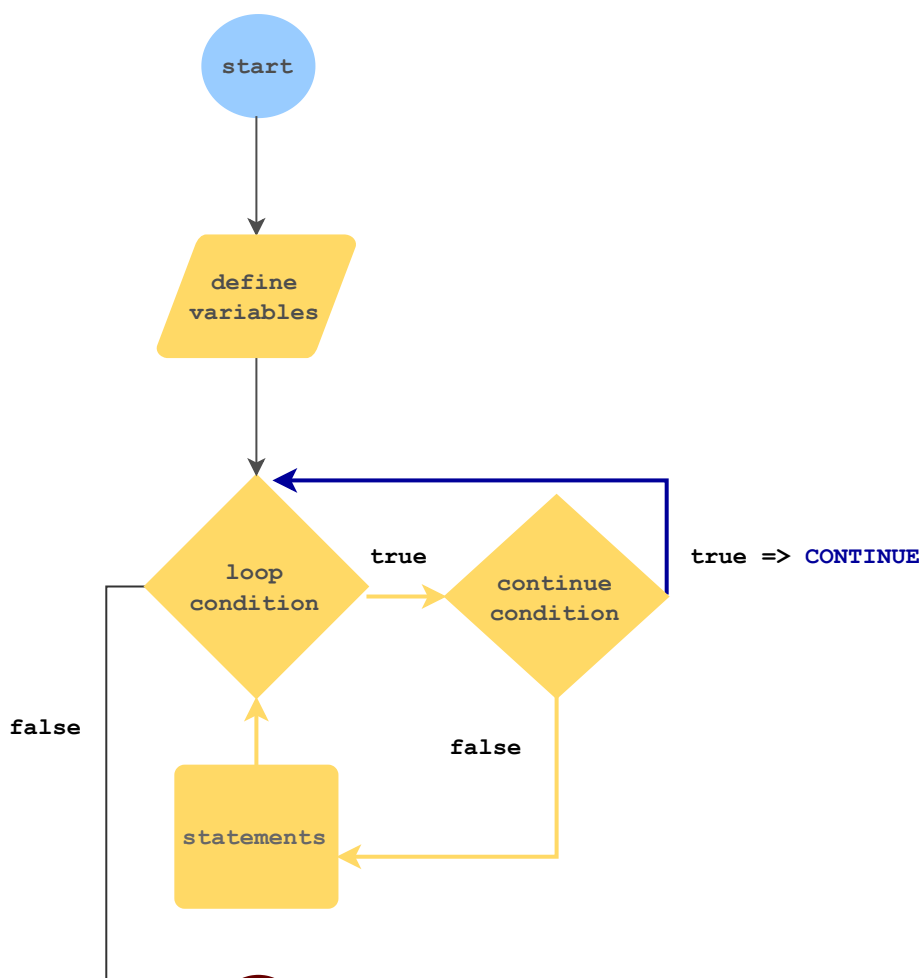 start
define
variables
true
true => CONTINUE
loop
condition
continue
condition
false
false
statements